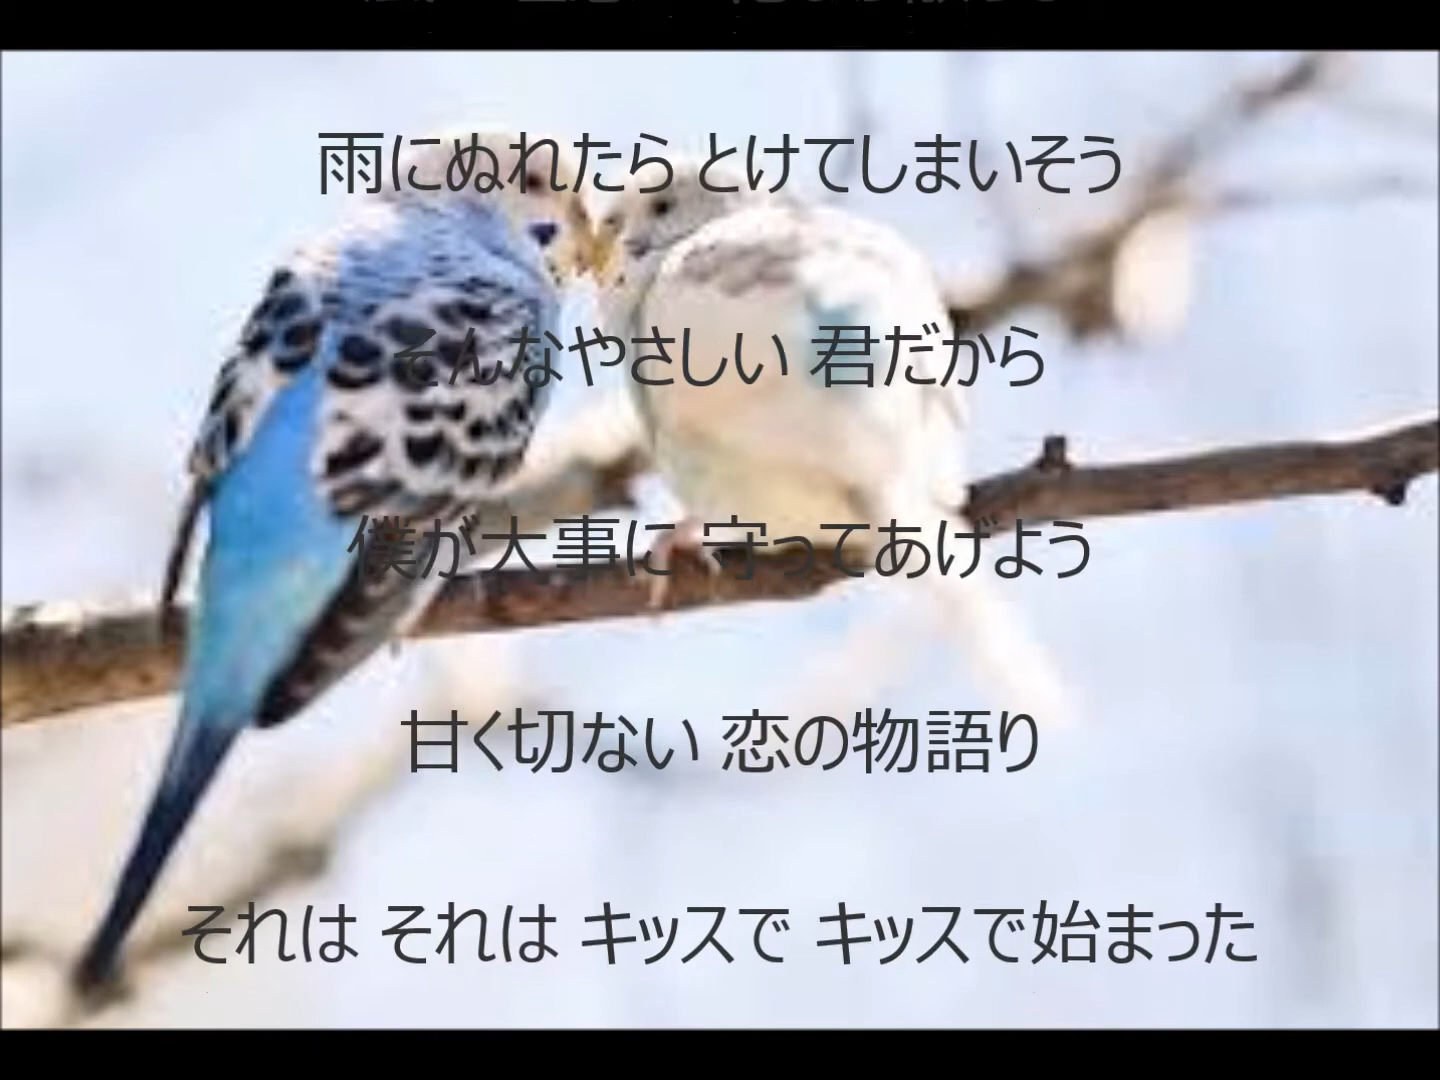 雨にぬれたら とけてしまいそう
そんなやさしい 君だから
僕が大事に 守ってあげよう
甘く切ない 恋の物語り
それは それは キッスで キッスで始まった